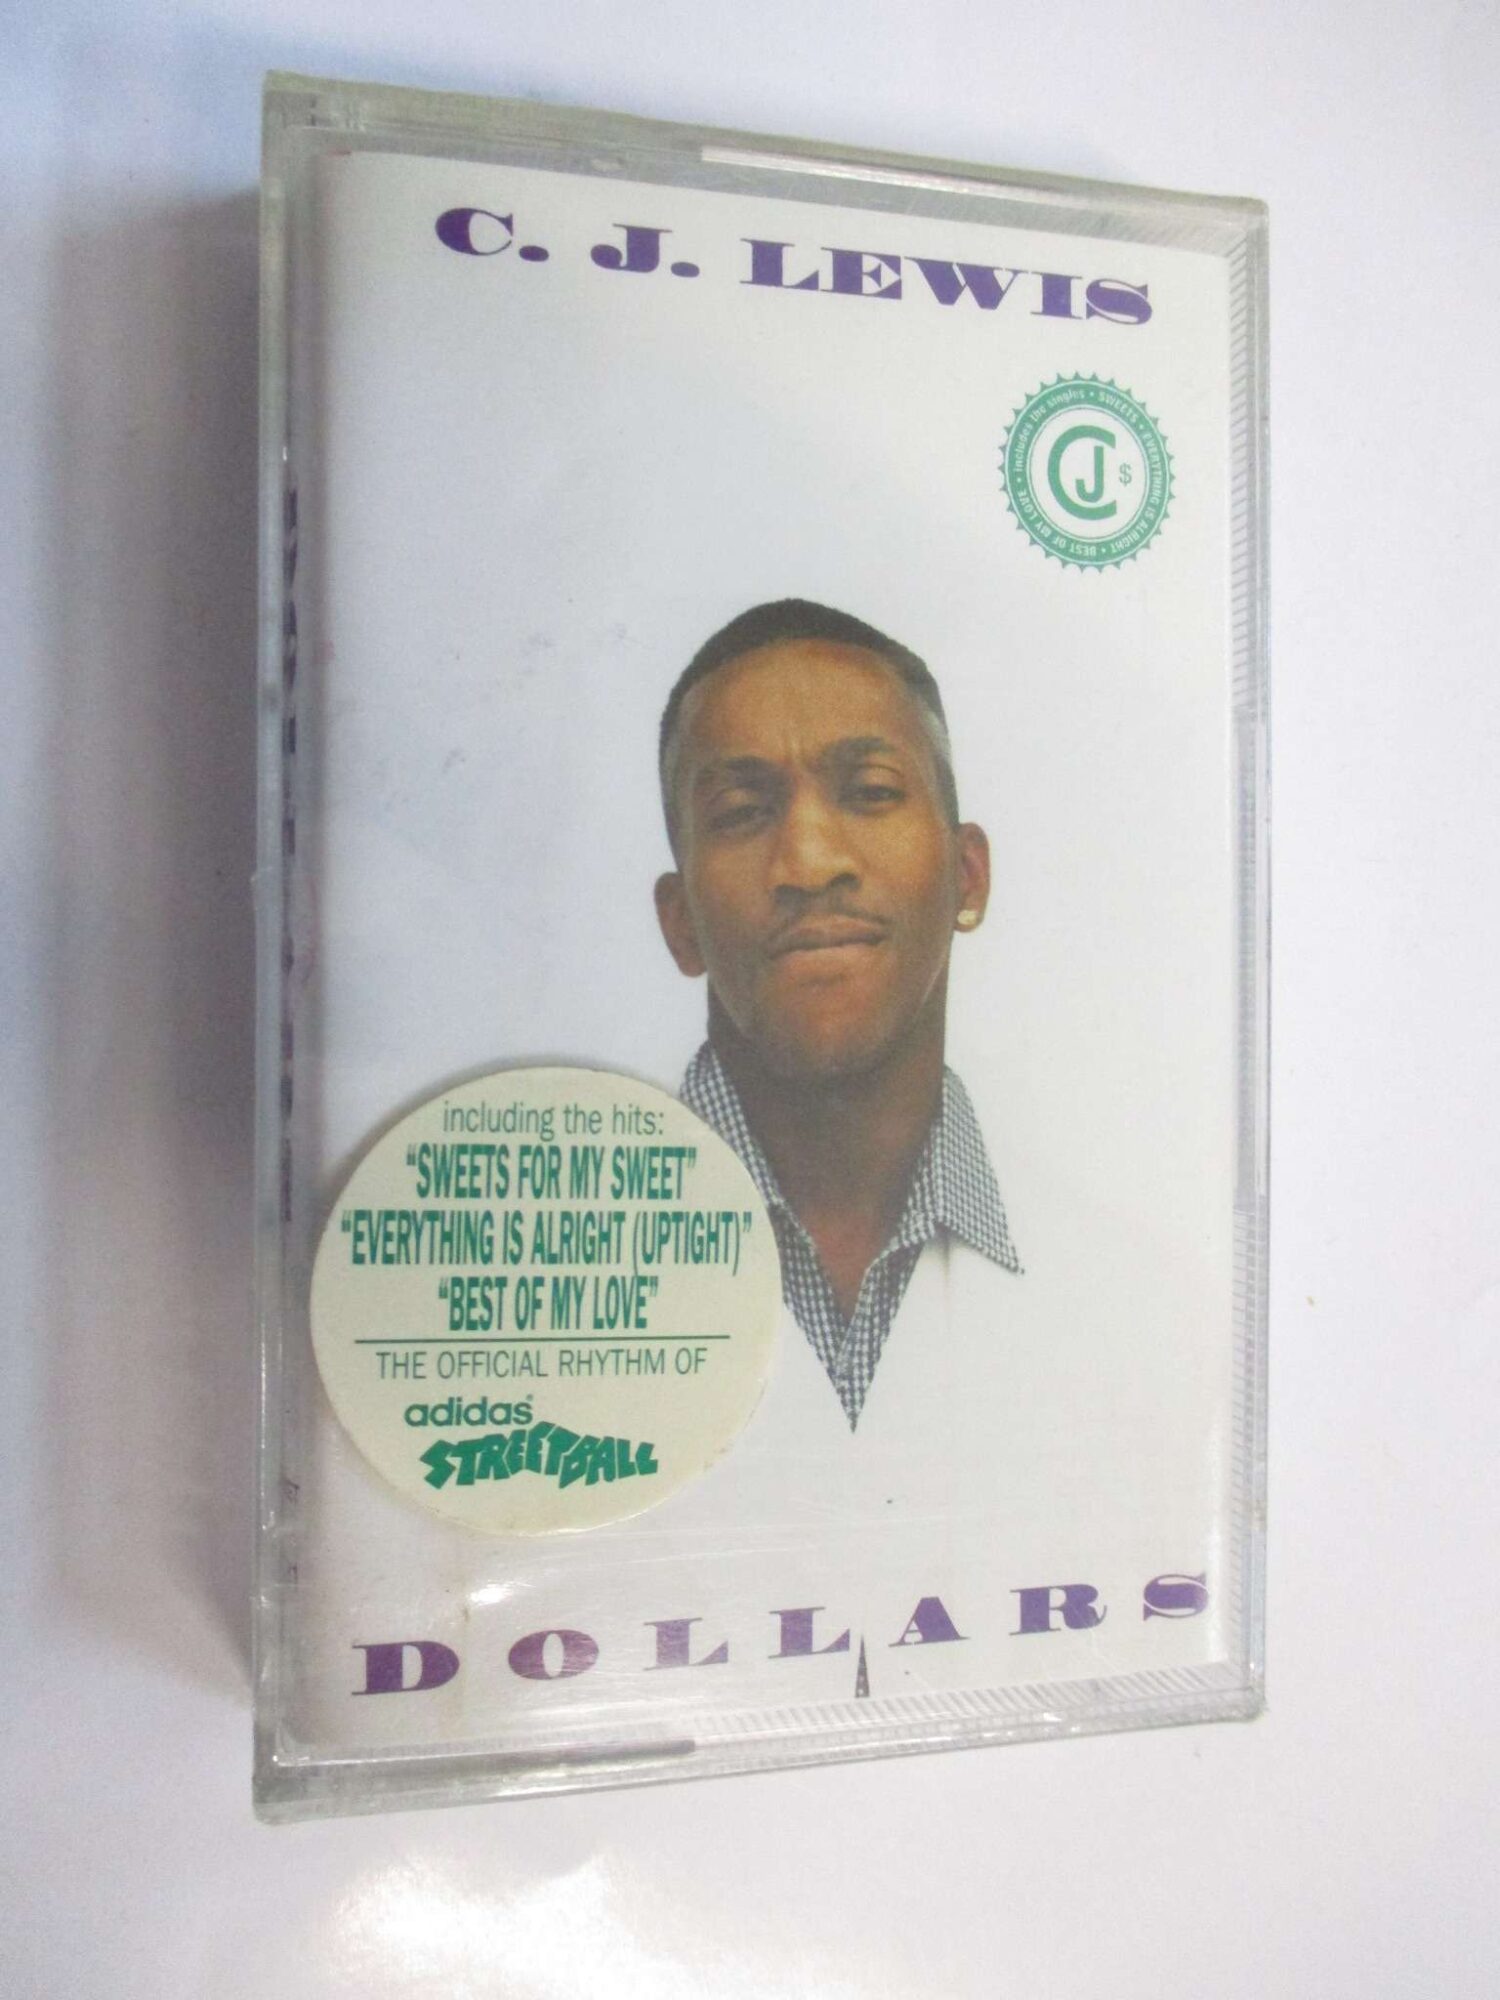 C. J. LEWIS
includes the singles • SWEETS • EVERYTHING IS ALRIGHT • BEST OF MY LOVE •
CJ $
including the hits:
"SWEETS FOR MY SWEET"
"EVERYTHING IS ALRIGHT (UPTIGHT)"
"BEST OF MY LOVE"
THE OFFICIAL RHYTHM OF
adidas®
STREETBALL
DOLLARS